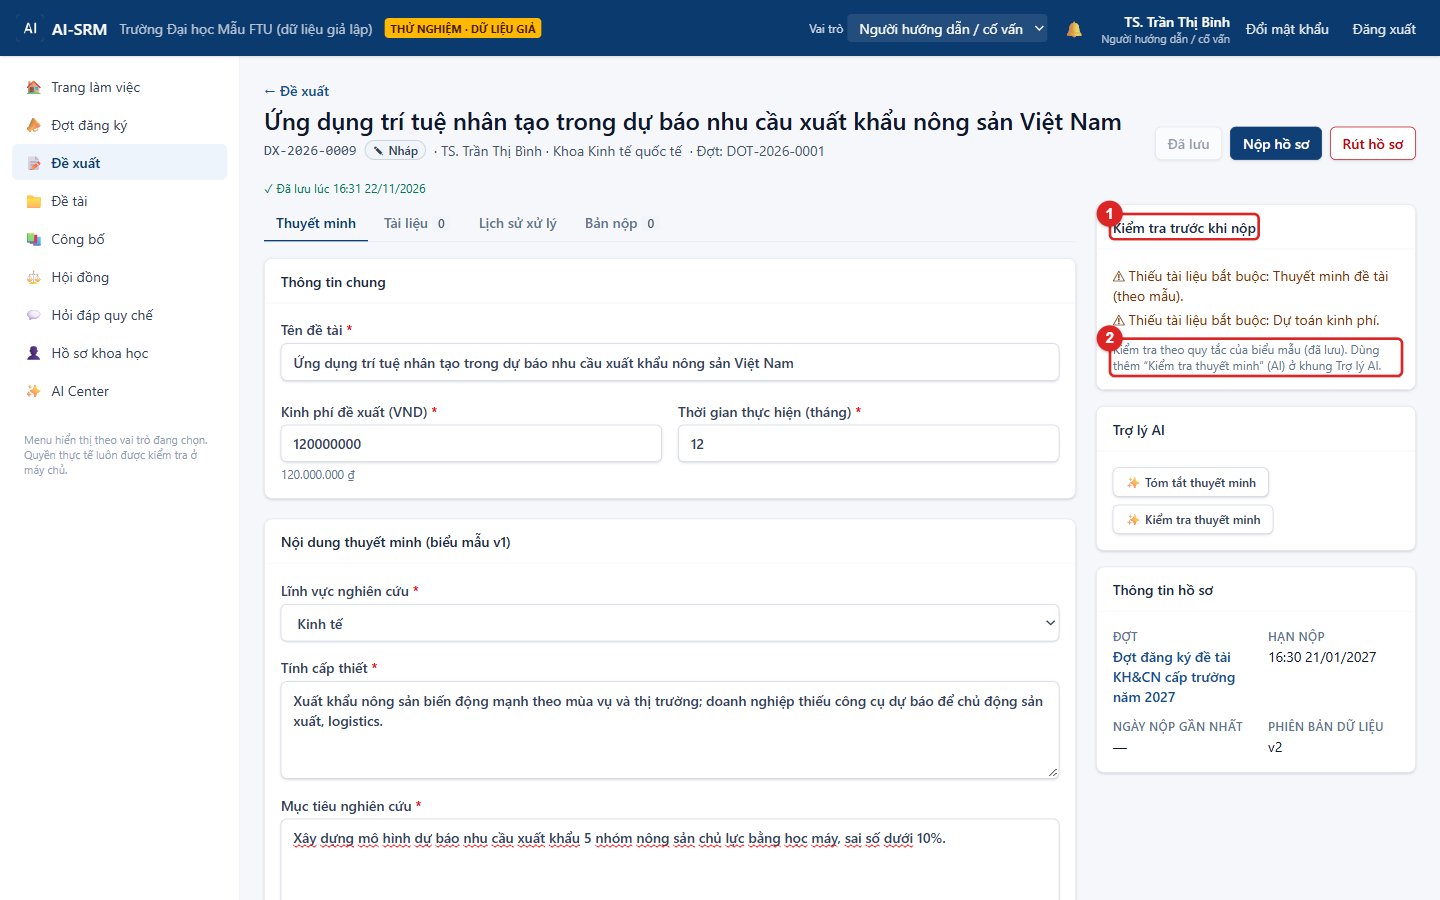 AI AI-SRM Trường Đại học Mẫu FTU (dữ liệu giả lập) THỬ NGHIỆM · DỮ LIỆU GIẢ
Vai trò Người hướng dẫn / cố vấn
TS. Trần Thị Bình
Người hướng dẫn / cố vấn
Đổi mật khẩu
Đăng xuất
Trang làm việc
Đợt đăng ký
Đề xuất
Đề tài
Công bố
Hội đồng
Hỏi đáp quy chế
Hồ sơ khoa học
AI Center
Menu hiển thị theo vai trò đang chọn.
Quyền thực tế luôn được kiểm tra ở
máy chủ.
← Đề xuất
Ứng dụng trí tuệ nhân tạo trong dự báo nhu cầu xuất khẩu nông sản Việt Nam
DX-2026-0009 Nháp · TS. Trần Thị Bình · Khoa Kinh tế quốc tế · Đợt: DOT-2026-0001
Đã lưu
Nộp hồ sơ
Rút hồ sơ
✓ Đã lưu lúc 16:31 22/11/2026
Thuyết minh Tài liệu 0 Lịch sử xử lý Bản nộp 0
Thông tin chung
Tên đề tài *
Ứng dụng trí tuệ nhân tạo trong dự báo nhu cầu xuất khẩu nông sản Việt Nam
Kinh phí đề xuất (VND) *
120000000
120.000.000 ₫
Thời gian thực hiện (tháng) *
12
Nội dung thuyết minh (biểu mẫu v1)
Lĩnh vực nghiên cứu *
Kinh tế
Tính cấp thiết *
Xuất khẩu nông sản biến động mạnh theo mùa vụ và thị trường; doanh nghiệp thiếu công cụ dự báo để chủ động sản
xuất, logistics.
Mục tiêu nghiên cứu *
Xây dựng mô hình dự báo nhu cầu xuất khẩu 5 nhóm nông sản chủ lực bằng học máy, sai số dưới 10%.
1
Kiểm tra trước khi nộp
⚠ Thiếu tài liệu bắt buộc: Thuyết minh đề tài
(theo mẫu).
⚠ Thiếu tài liệu bắt buộc: Dự toán kinh phí.
2
Kiểm tra theo quy tắc của biểu mẫu (đã lưu). Dùng
thêm “Kiểm tra thuyết minh” (AI) ở khung Trợ lý AI.
Trợ lý AI
✨ Tóm tắt thuyết minh
✨ Kiểm tra thuyết minh
Thông tin hồ sơ
ĐỢT
Đợt đăng ký đề tài
KH&CN cấp trường
năm 2027
HẠN NỘP
16:30 21/01/2027
NGÀY NỘP GẦN NHẤT
—
PHIÊN BẢN DỮ LIỆU
v2